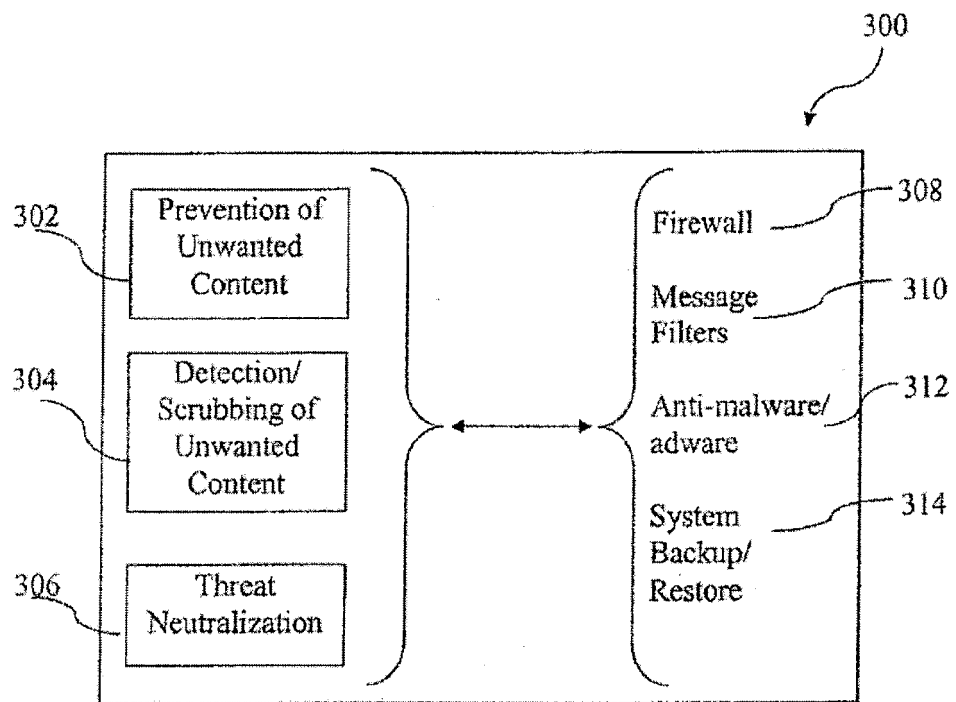 300
302
Prevention of
Unwanted
Content
304
Detection/
Scrubbing of
Unwanted
Content
306
Threat
Neutralization
Firewall
308
Message
Filters
310
Anti-malware/
adware
312
System
Backup/
Restore
314